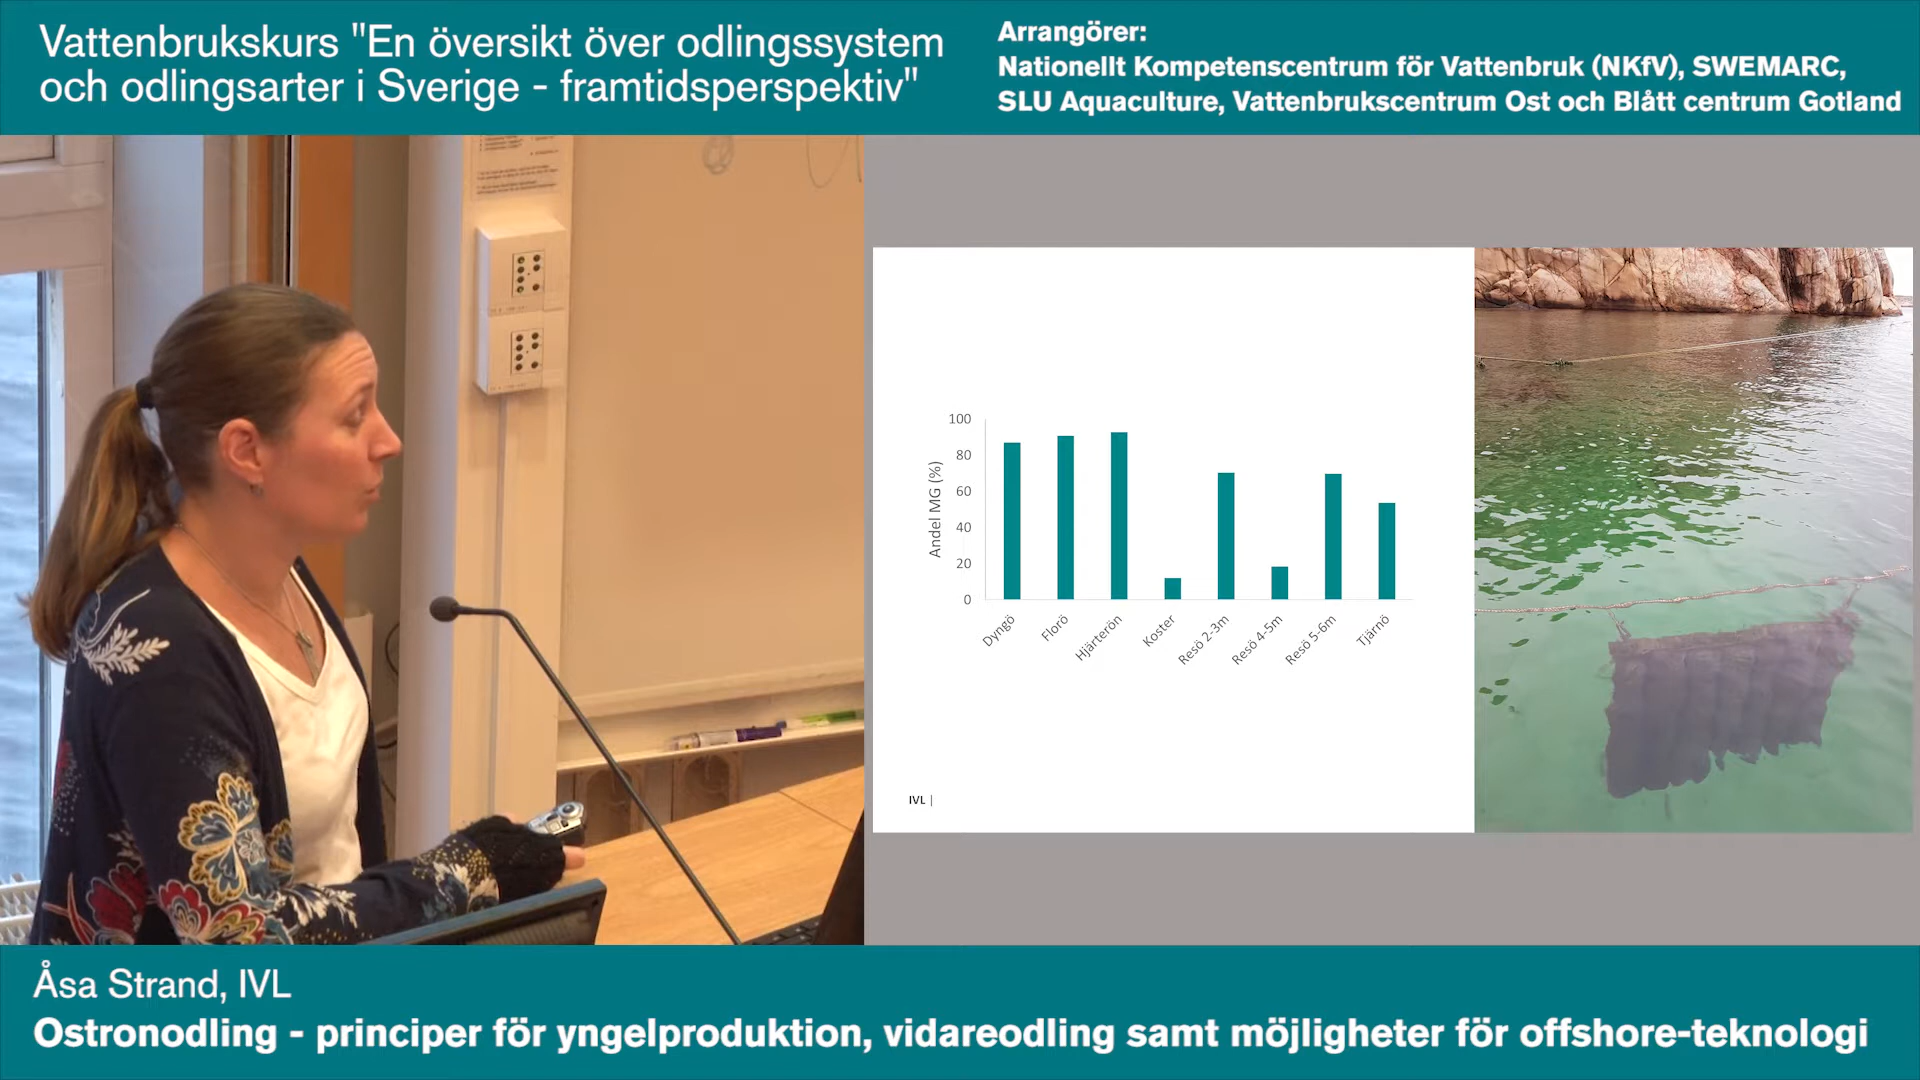 Vattenbrukskurs "En översikt över odlingssystem
och odlingsarter i Sverige - framtidsperspektiv"
Arrangörer:
Nationellt Kompetenscentrum för Vattenbruk (NKfV), SWEMARC,
SLU Aquaculture, Vattenbrukscentrum Ost och Blått centrum Gotland
Andel MG (%)
100
80
60
40
20
0
Dyngö
Florö
Hjärterön
Koster
Resö 2-3m
Resö 4-5m
Resö 5-6m
Tjärnö
IVL |
Åsa Strand, IVL
Ostronodling - principer för yngelproduktion, vidareodling samt möjligheter för offshore-teknologi